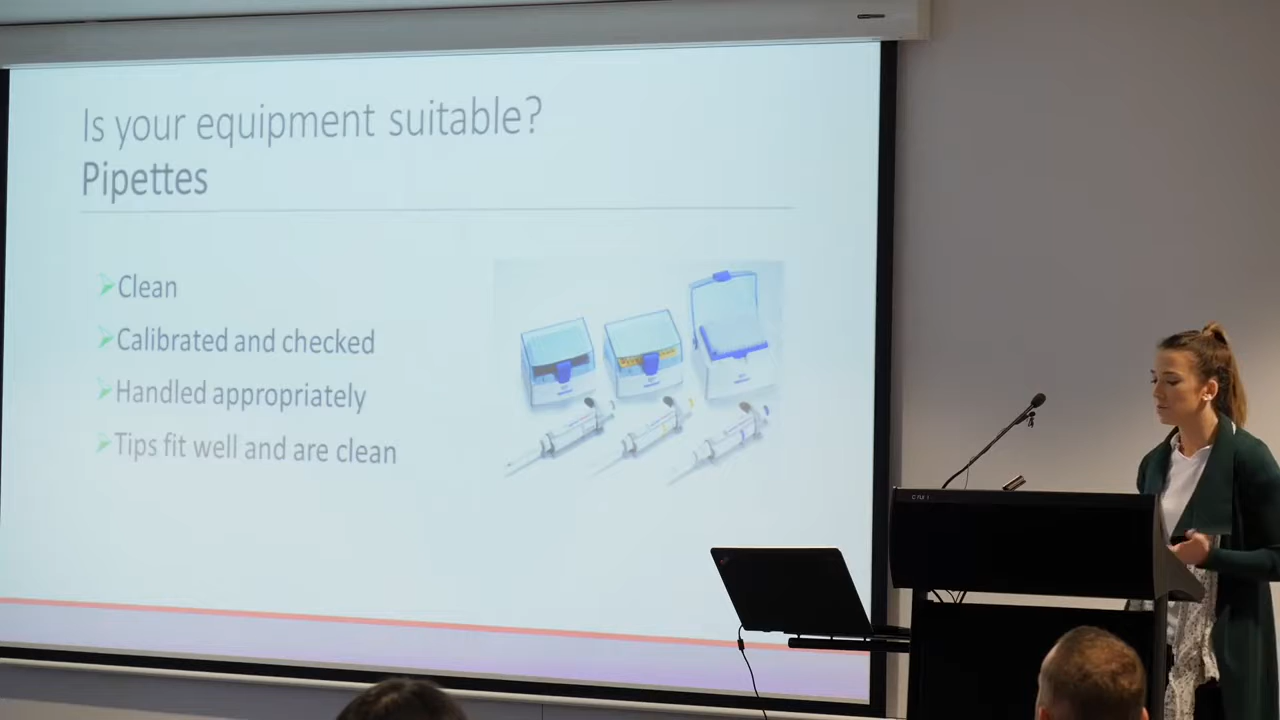 Is your equipment suitable?
Pipettes
Clean
Calibrated and checked
Handled appropriately
Tips fit well and are clean